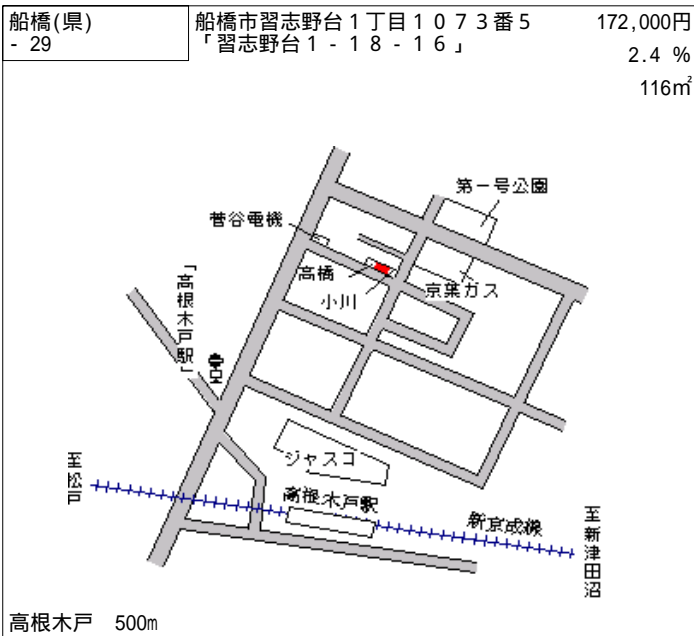 船橋(県)
- 29
船橋市習志野台１丁目１０７３番５
「習志野台１－１８－１６」
172,000円
2.4 %
116㎡
第一号公園
菅谷電機
高橋
小川
京葉ガス
「高根木戸駅」
ジャスコ
至松戸
高根木戸駅
新京成線
至新津田沼
高根木戸　500m